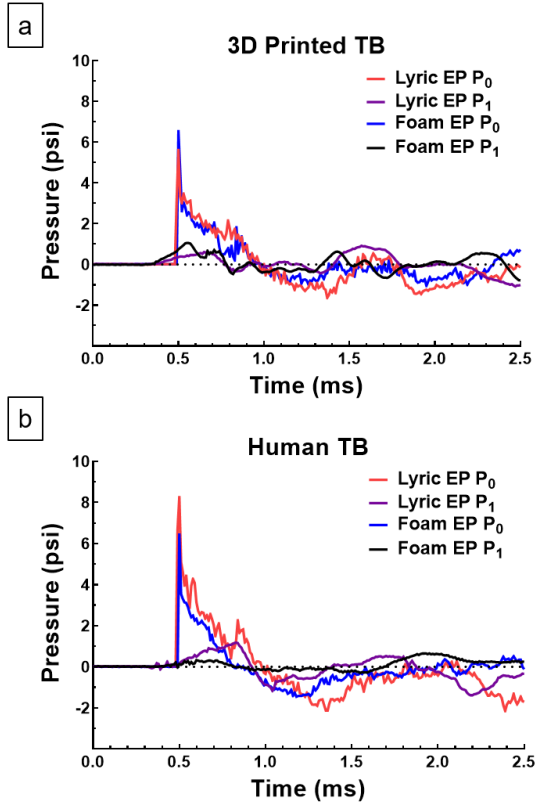 a
3D Printed TB
Lyric EP P0
Lyric EP P1
Foam EP P0
Foam EP P1
Pressure (psi)
10
8
6
4
2
0
-2
0.0 0.5 1.0 1.5 2.0 2.5
Time (ms)
b
Human TB
Lyric EP P0
Lyric EP P1
Foam EP P0
Foam EP P1
Pressure (psi)
10
8
6
4
2
0
-2
0.0 0.5 1.0 1.5 2.0 2.5
Time (ms)